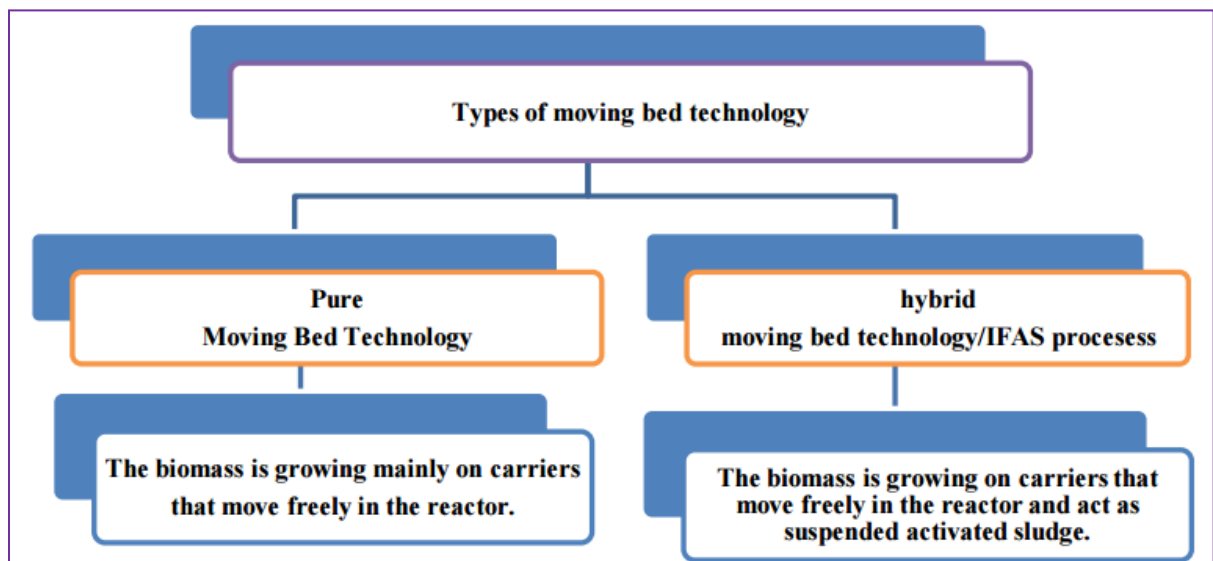 Types of moving bed technology
Pure
Moving Bed Technology
hybrid
moving bed technology/IFAS procesess
The biomass is growing mainly on carriers
that move freely in the reactor.
The biomass is growing on carriers that
move freely in the reactor and act as
suspended activated sludge.